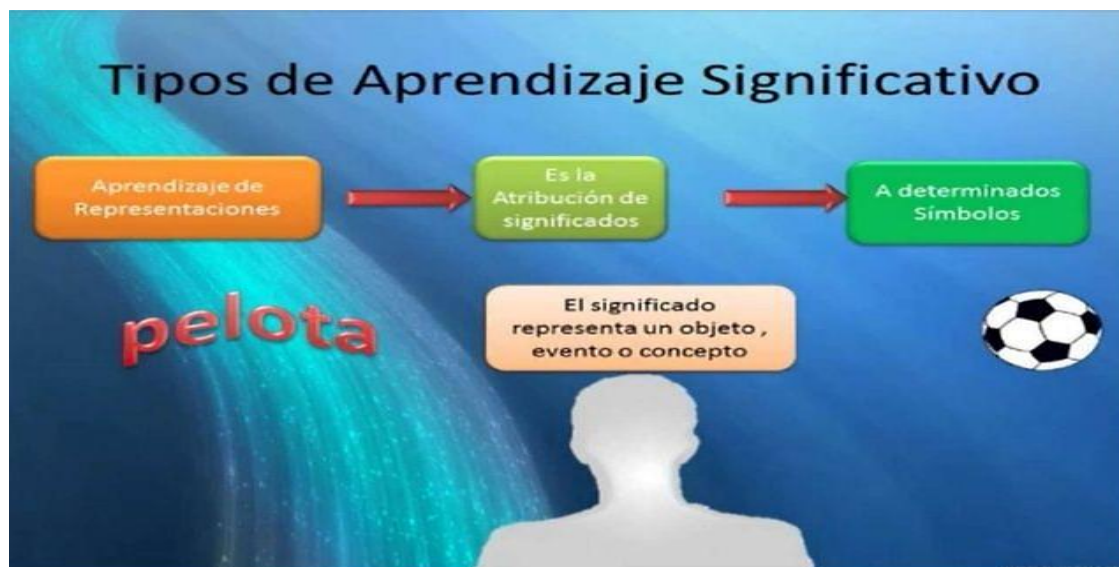 Tipos de Aprendizaje Significativo
Aprendizaje de
Representaciones
Es la
Atribución de
significados
A determinados
Símbolos
pelota
El significado
representa un objeto ,
evento o concepto